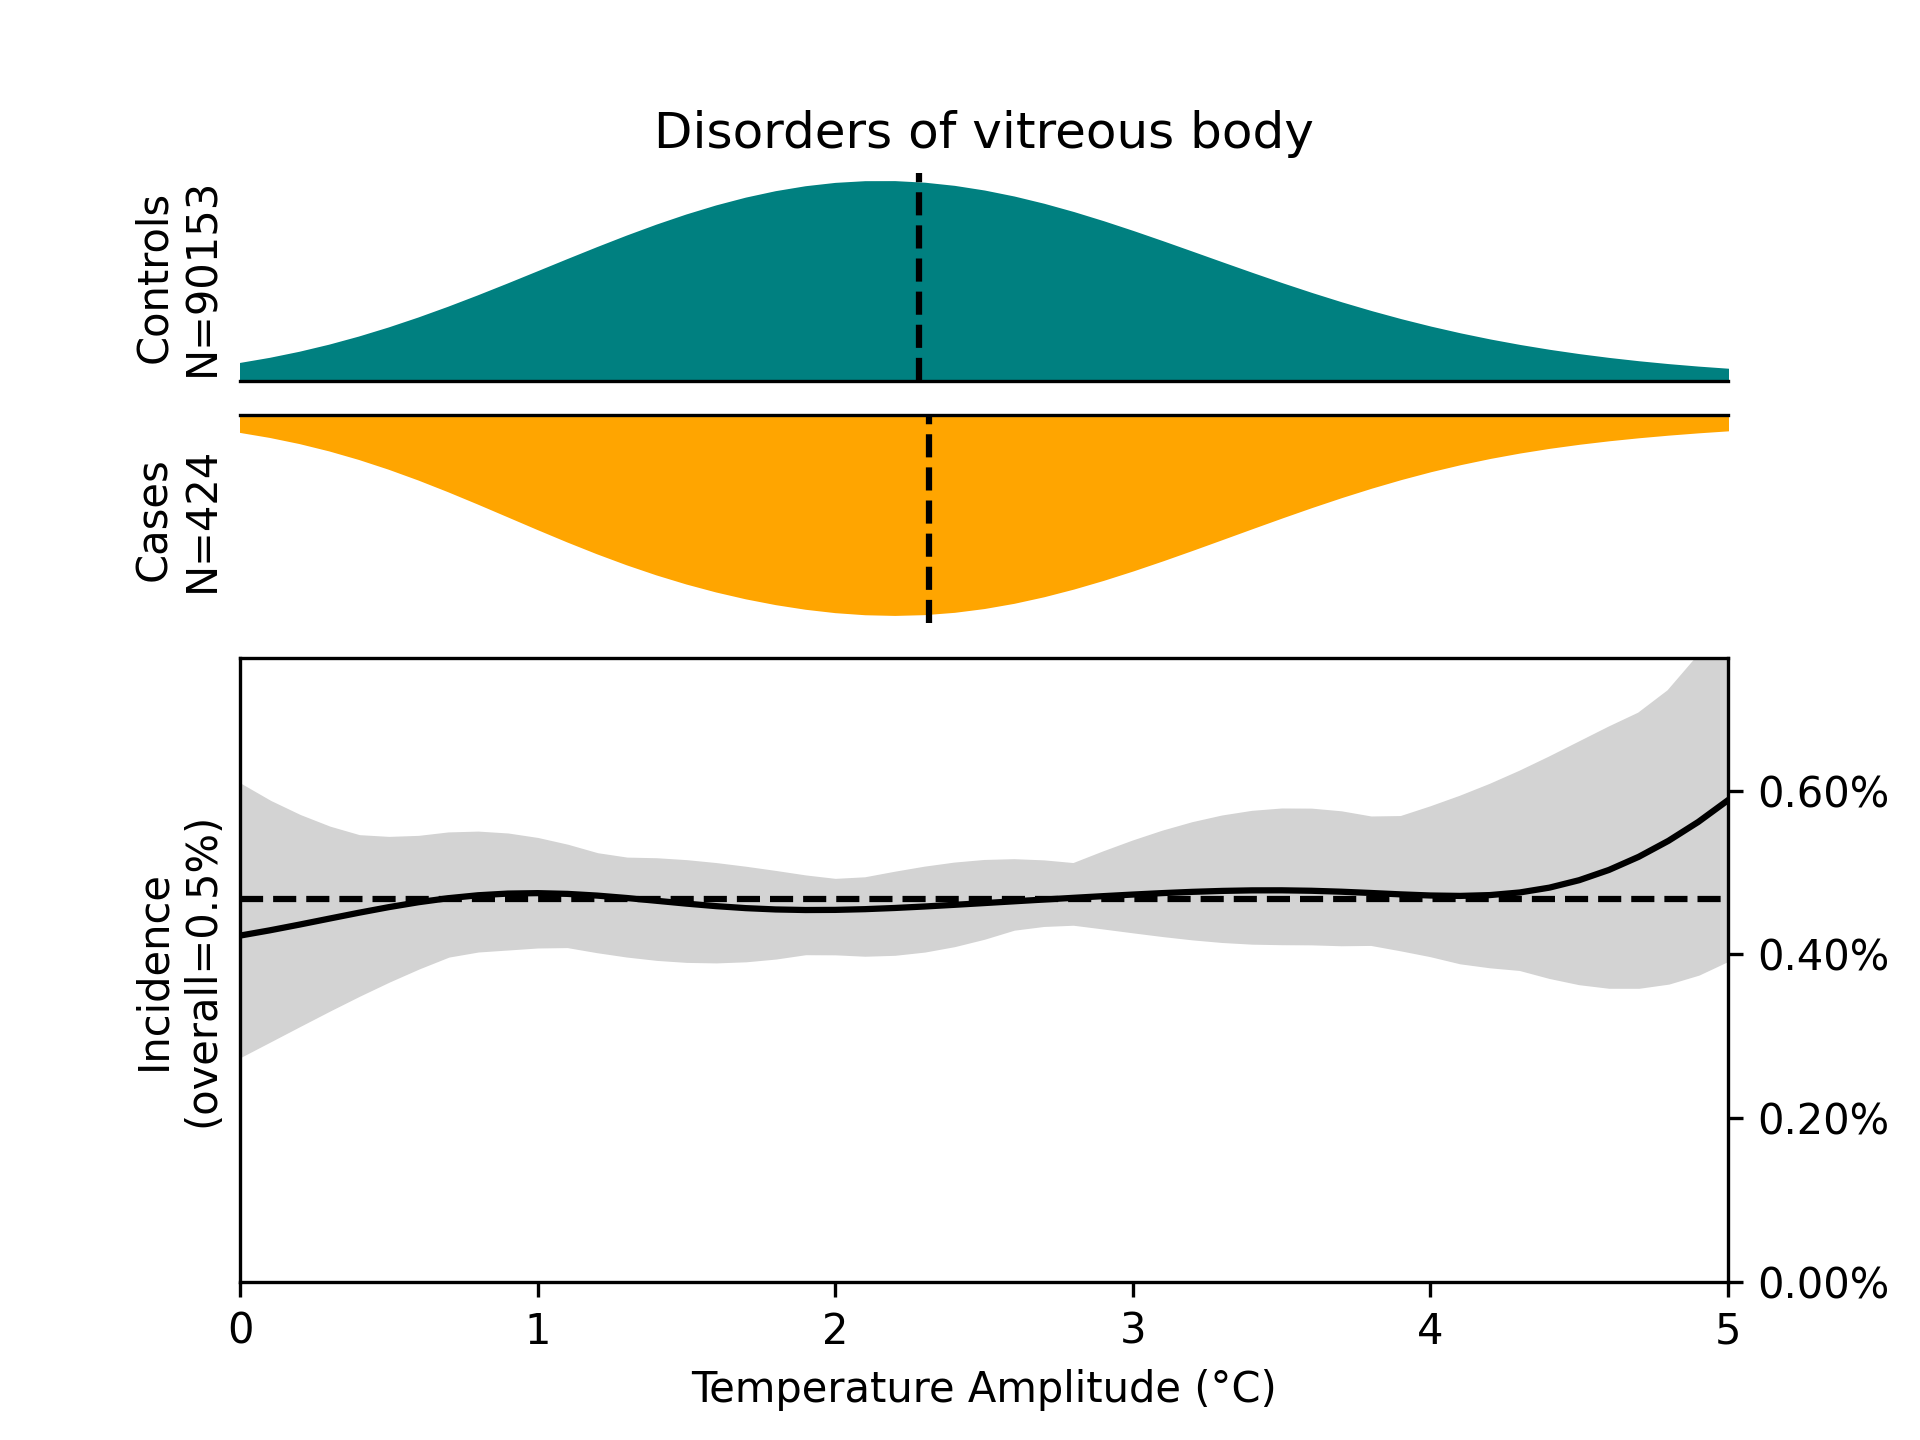 Disorders of vitreous body
Controls
N=90153
Cases
N=424
Incidence
(overall=0.5%)
0.60%
0.40%
0.20%
0.00%
0 1 2 3 4 5
Temperature Amplitude (°C)